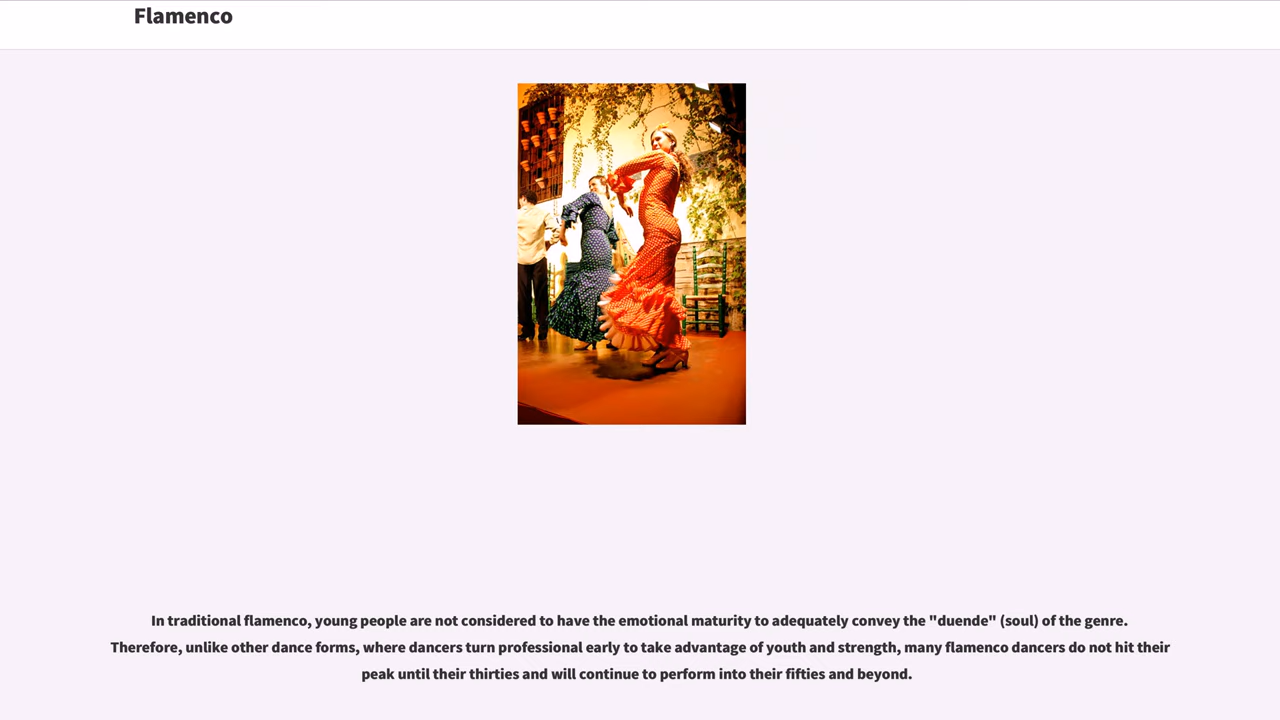 Flamenco
In traditional flamenco, young people are not considered to have the emotional maturity to adequately convey the "duende" (soul) of the genre.
Therefore, unlike other dance forms, where dancers turn professional early to take advantage of youth and strength, many flamenco dancers do not hit their
peak until their thirties and will continue to perform into their fifties and beyond.